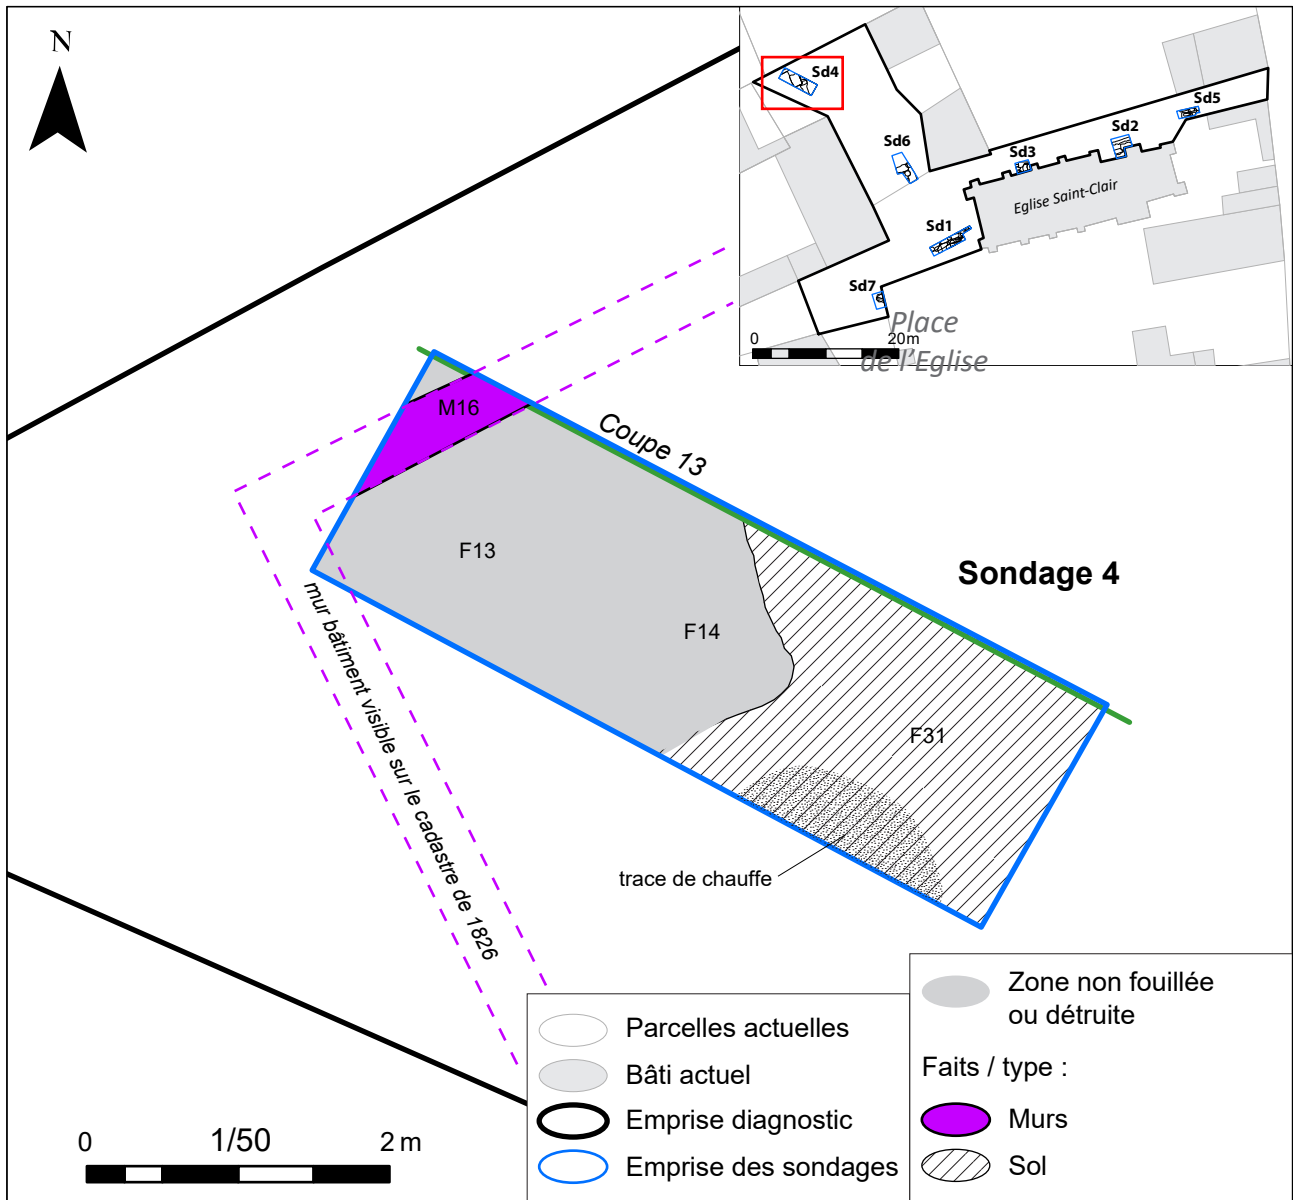 N
Sd4
Sd5
Sd2
Sd6
Sd3
Eglise Saint-Clair
Sd1
Sd7
Place
de l'Eglise
0
20m
M16
Coupe 13
F13
Sondage 4
F14
F31
mur bâtiment visible sur le cadastre de 1826
trace de chauffe
0
1/50
2 m
Parcelles actuelles
Bâti actuel
Emprise diagnostic
Emprise des sondages
Zone non fouillée
ou détruite
Faits / type :
Murs
Sol